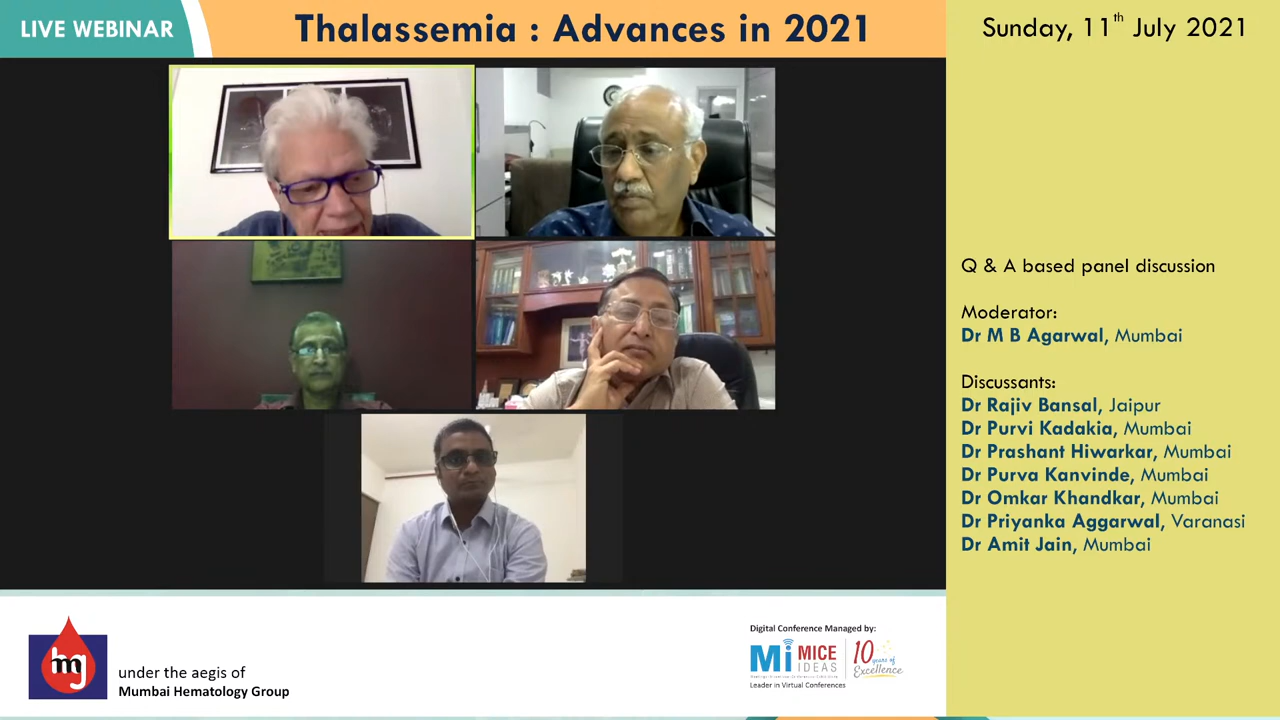 LIVE WEBINAR
Thalassemia : Advances in 2021
Sunday, 11th July 2021
Q & A based panel discussion
Moderator:
Dr M B Agarwal, Mumbai
Discussants:
Dr Rajiv Bansal, Jaipur
Dr Purvi Kadakia, Mumbai
Dr Prashant Hiwarkar, Mumbai
Dr Purva Kanvinde, Mumbai
Dr Omkar Khandkar, Mumbai
Dr Priyanka Aggarwal, Varanasi
Dr Amit Jain, Mumbai
mg
under the aegis of
Mumbai Hematology Group
Digital Conference Managed by:
Mi MICE IDEAS
10 years of Excellence
Leader in Virtual Conferences